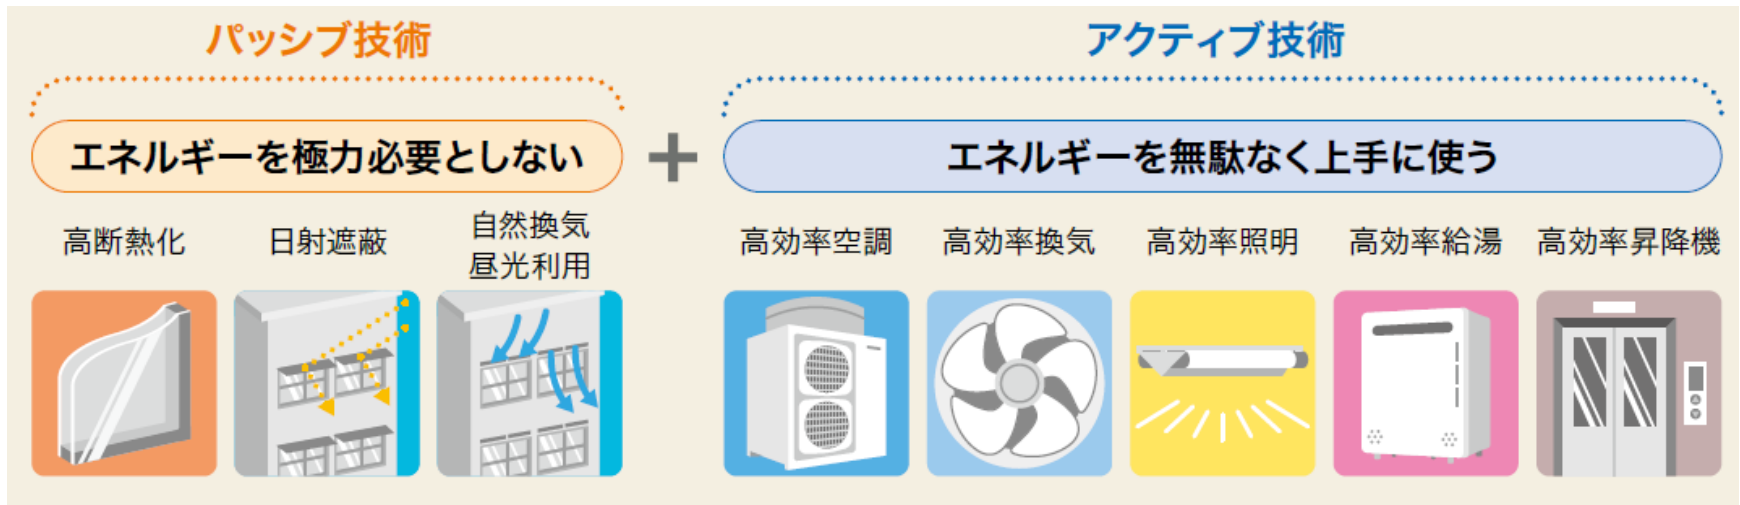 パッシブ技術
アクティブ技術
エネルギーを極力必要としない
+
エネルギーを無駄なく上手に使う
高断熱化
日射遮蔽
自然換気
昼光利用
高効率空調
高効率換気
高効率照明
高効率給湯
高効率昇降機